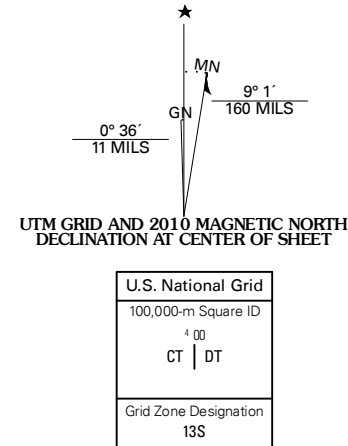 MN
GN
9° 1´
160 MILS
0° 36´
11 MILS
UTM GRID AND 2010 MAGNETIC NORTH
DECLINATION AT CENTER OF SHEET
U.S. National Grid
100,000-m Square ID
4 00
CT DT
Grid Zone Designation
13S